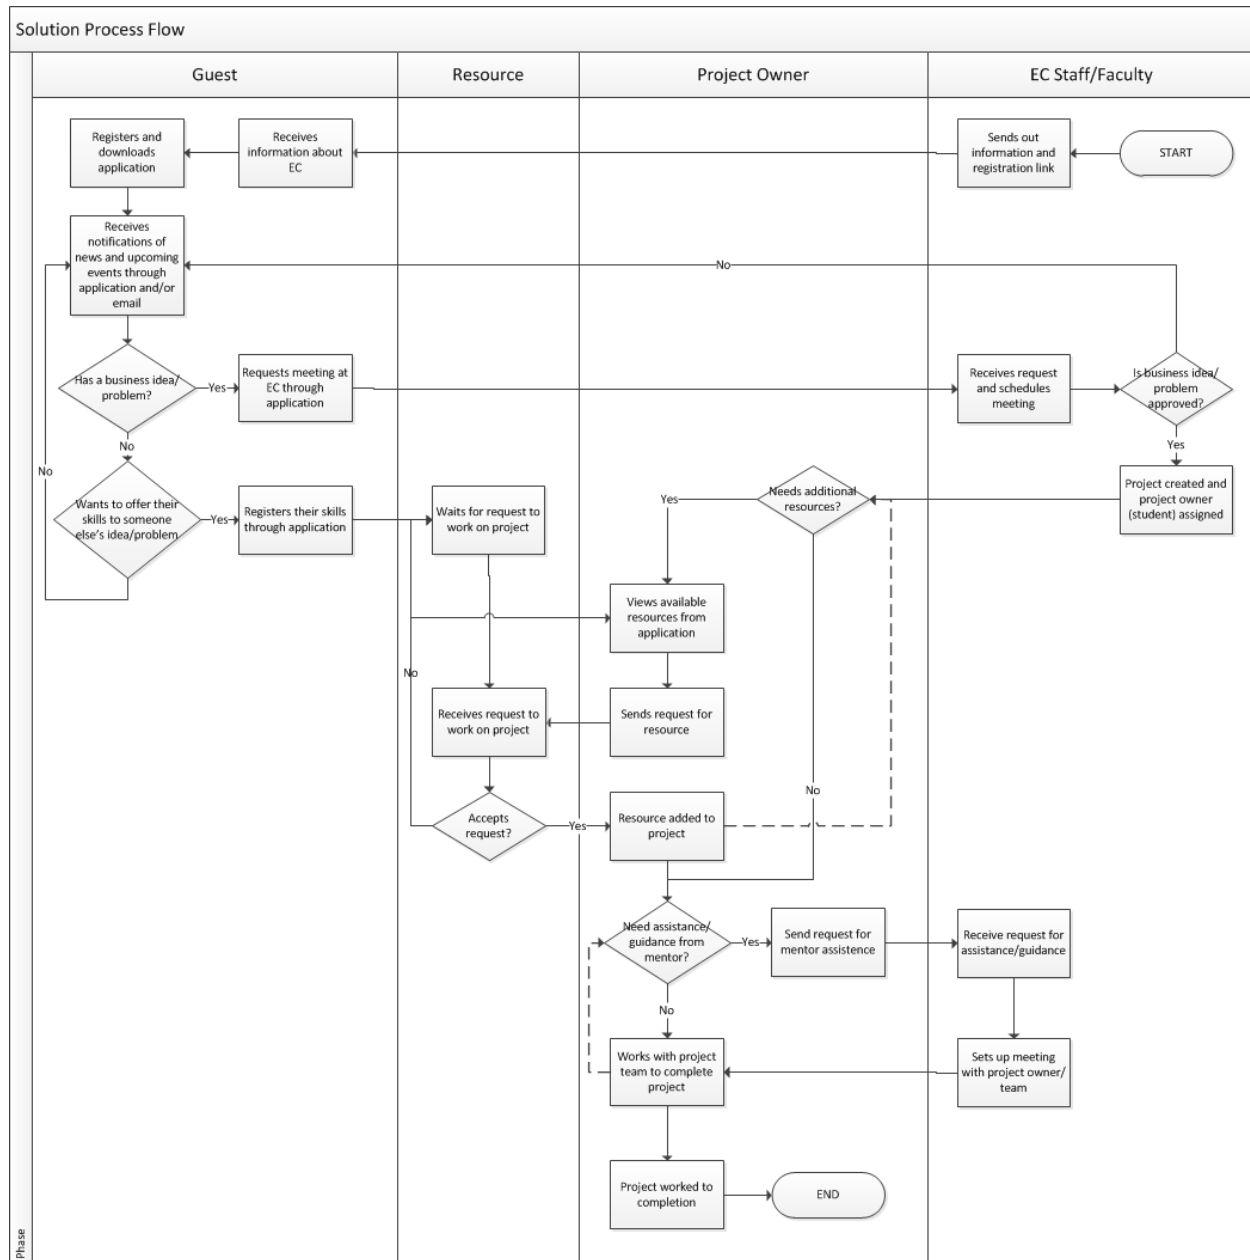 Solution Process Flow
Guest
Resource
Project Owner
EC Staff/Faculty
Registers and
downloads
application
Receives
information about
EC
Sends out
information and
registration link
START
Receives
notifications of
news and upcoming
events through
application and/or
email
No
Has a business idea/
problem?
Yes
Requests meeting at
EC through
application
Receives request
and schedules
meeting
Is business idea/
problem
approved?
No
Yes
No
Wants to offer their
skills to someone
else's idea/problem
Yes
Registers their skills
through application
Waits for request
to work on project
Yes
Needs additional
resources?
Project created and
project owner
(student) assigned
Views available
resources from
application
No
Receives request to
work on project
Sends request for
resource
No
Accepts
request?
Yes
Resource added to
project
Need assistance/
guidance from
mentor?
Yes
Send request for
mentor assistence
Receive request for
assistance/guidance
No
Works with project
team to complete
project
Sets up meeting
with project owner/
team
Project worked to
completion
END
Phase